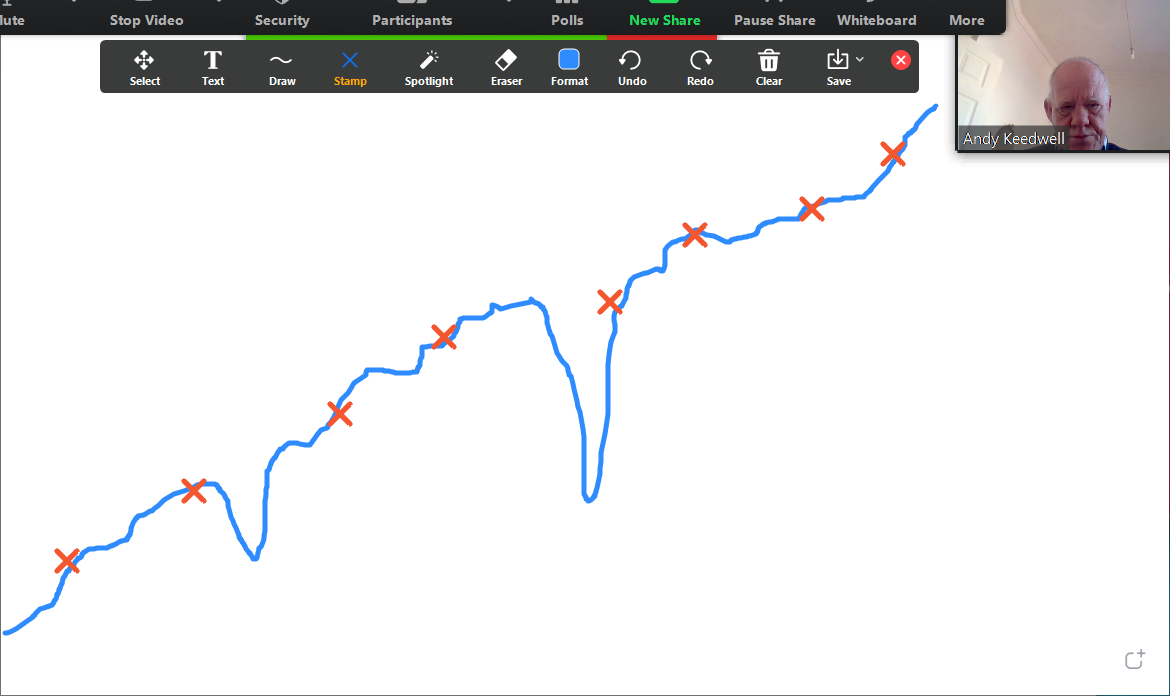 Mute Stop Video Security Participants Polls New Share Pause Share Whiteboard More
Select Text Draw Stamp Spotlight Eraser Format Undo Redo Clear Save
Andy Keedwell